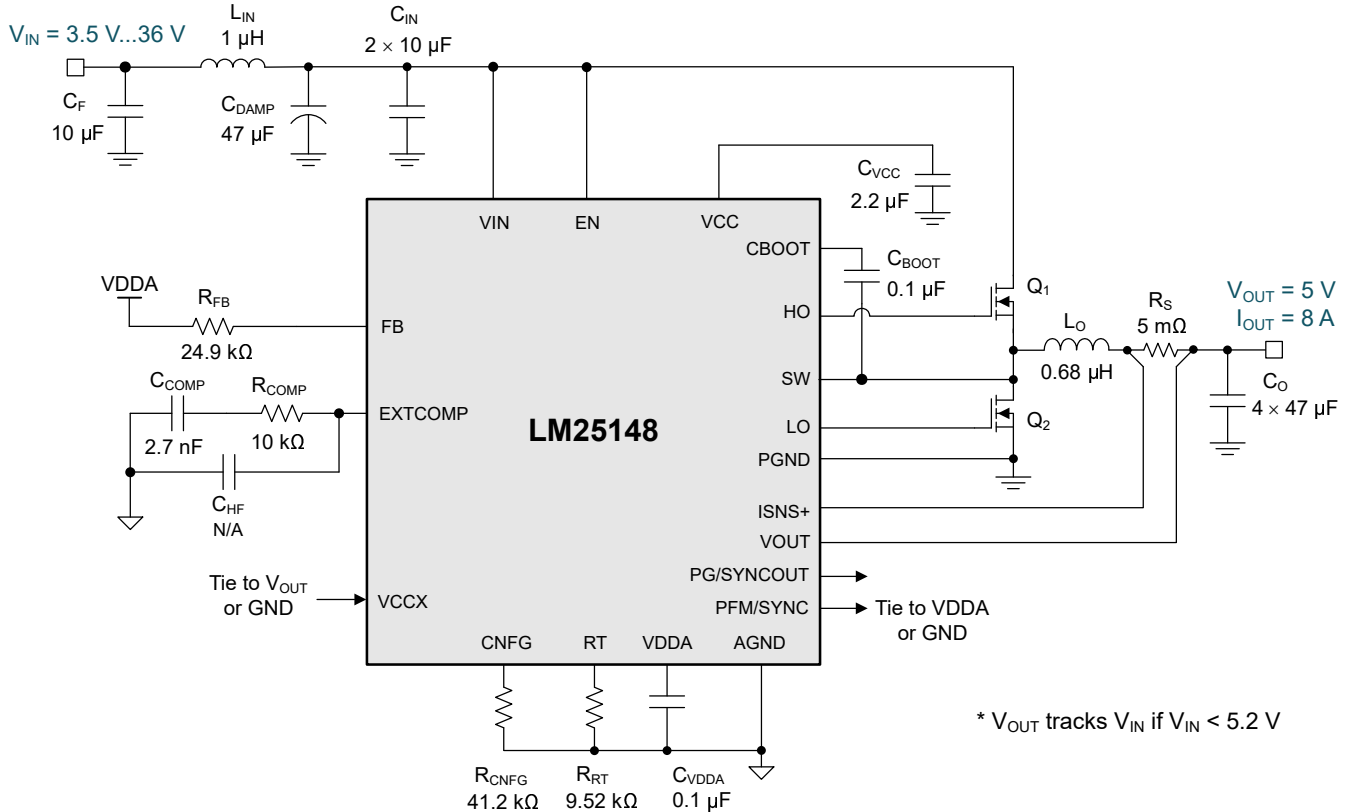 V_IN = 3.5 V...36 V
L_IN
1 µH
C_IN
2 × 10 µF
C_F
10 µF
C_DAMP
47 µF
C_VCC
2.2 µF
VIN
EN
VCC
CBOOT
C_BOOT
0.1 µF
VDDA
R_FB
24.9 kΩ
FB
HO
Q_1
V_OUT = 5 V
I_OUT = 8 A
L_O
0.68 µH
R_S
5 mΩ
SW
C_O
4 × 47 µF
C_COMP
2.7 nF
R_COMP
10 kΩ
EXTCOMP
LM25148
LO
Q_2
PGND
C_HF
N/A
ISNS+
VOUT
PG/SYNCOUT
Tie to V_OUT
or GND
VCCX
PFM/SYNC
Tie to VDDA
or GND
CNFG
RT
VDDA
AGND
* V_OUT tracks V_IN if V_IN < 5.2 V
R_CNFG
41.2 kΩ
R_RT
9.52 kΩ
C_VDDA
0.1 µF